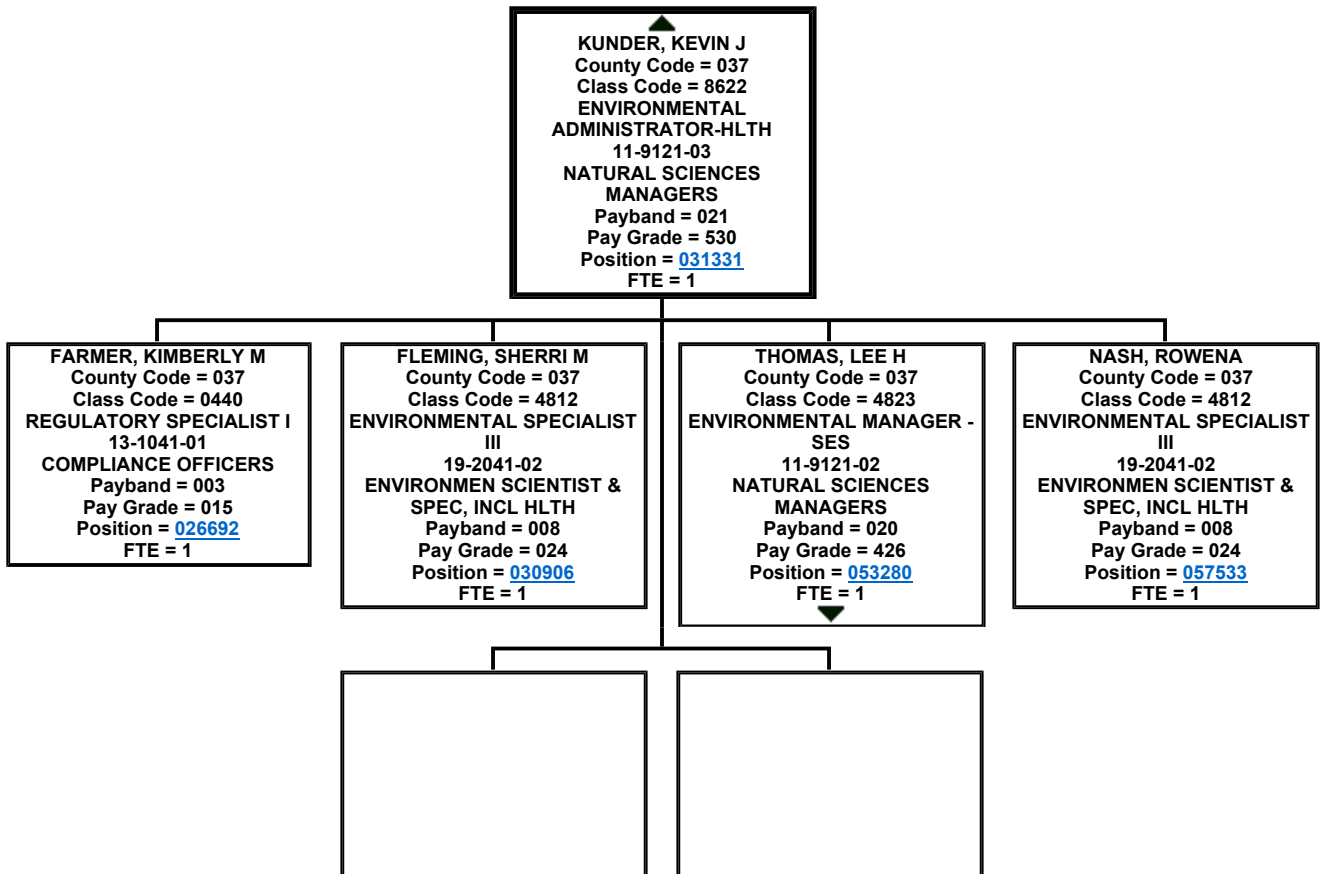 KUNDER, KEVIN J
County Code = 037
Class Code = 8622
ENVIRONMENTAL
ADMINISTRATOR-HLTH
11-9121-03
NATURAL SCIENCES
MANAGERS
Payband = 021
Pay Grade = 530
Position = 031331
FTE = 1
FARMER, KIMBERLY M
County Code = 037
Class Code = 0440
REGULATORY SPECIALIST I
13-1041-01
COMPLIANCE OFFICERS
Payband = 003
Pay Grade = 015
Position = 026692
FTE = 1
FLEMING, SHERRI M
County Code = 037
Class Code = 4812
ENVIRONMENTAL SPECIALIST
III
19-2041-02
ENVIRONMEN SCIENTIST &
SPEC, INCL HLTH
Payband = 008
Pay Grade = 024
Position = 030906
FTE = 1
THOMAS, LEE H
County Code = 037
Class Code = 4823
ENVIRONMENTAL MANAGER -
SES
11-9121-02
NATURAL SCIENCES
MANAGERS
Payband = 020
Pay Grade = 426
Position = 053280
FTE = 1
NASH, ROWENA
County Code = 037
Class Code = 4812
ENVIRONMENTAL SPECIALIST
III
19-2041-02
ENVIRONMEN SCIENTIST &
SPEC, INCL HLTH
Payband = 008
Pay Grade = 024
Position = 057533
FTE = 1